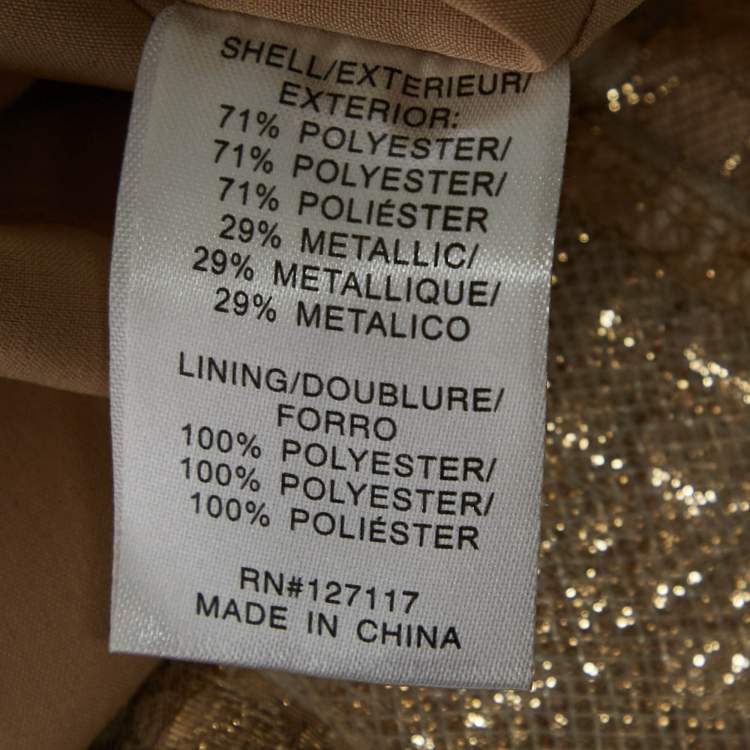 SHELL/EXTERIEUR/
EXTERIOR:
71% POLYESTER/
71% POLYESTER/
71% POLIÉSTER
29% METALLIC/
29% METALLIQUE/
29% METALICO
LINING/DOUBLURE/
FORRO
100% POLYESTER/
100% POLYESTER/
100% POLIÉSTER
RN#127117
MADE IN CHINA